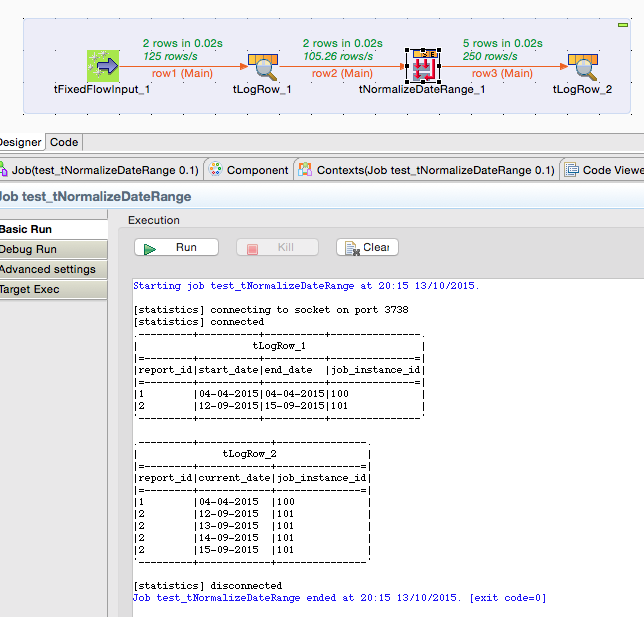 2 rows in 0.02s 2 rows in 0.02s 5 rows in 0.02s
125 rows/s 105.26 rows/s 250 rows/s
row1 (Main) row2 (Main) row3 (Main)
tFixedFlowInput_1 tLogRow_1 tNormalizeDateRange_1 tLogRow_2
Designer Code
Job(test_tNormalizeDateRange 0.1) Component Contexts(Job test_tNormalizeDateRange 0.1) Code Viewe
Job test_tNormalizeDateRange
Basic Run
Debug Run
Advanced settings
Target Exec
Execution
Run Kill Clear
Starting job test_tNormalizeDateRange at 20:15 13/10/2015.
[statistics] connecting to socket on port 3738
[statistics] connected
.---------+----------+----------+---------------.
| tLogRow_1 |
|=--------+----------+----------+--------------=|
|report_id|start_date|end_date |job_instance_id|
|=--------+----------+----------+--------------=|
|1 |04-04-2015|04-04-2015|100 |
|2 |12-09-2015|15-09-2015|101 |
'---------+----------+----------+---------------'
.---------+------------+---------------.
| tLogRow_2 |
|=--------+------------+--------------=|
|report_id|current_date|job_instance_id|
|=--------+------------+--------------=|
|1 |04-04-2015 |100 |
|2 |12-09-2015 |101 |
|2 |13-09-2015 |101 |
|2 |14-09-2015 |101 |
|2 |15-09-2015 |101 |
'---------+------------+---------------'
[statistics] disconnected
Job test_tNormalizeDateRange ended at 20:15 13/10/2015. [exit code=0]